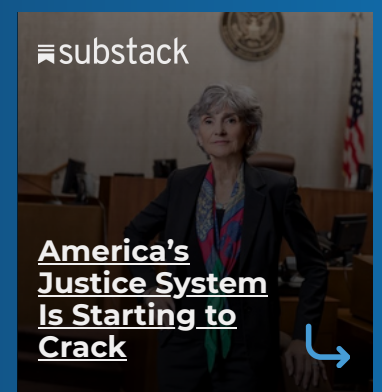 substack
America's
Justice System
Is Starting to
Crack